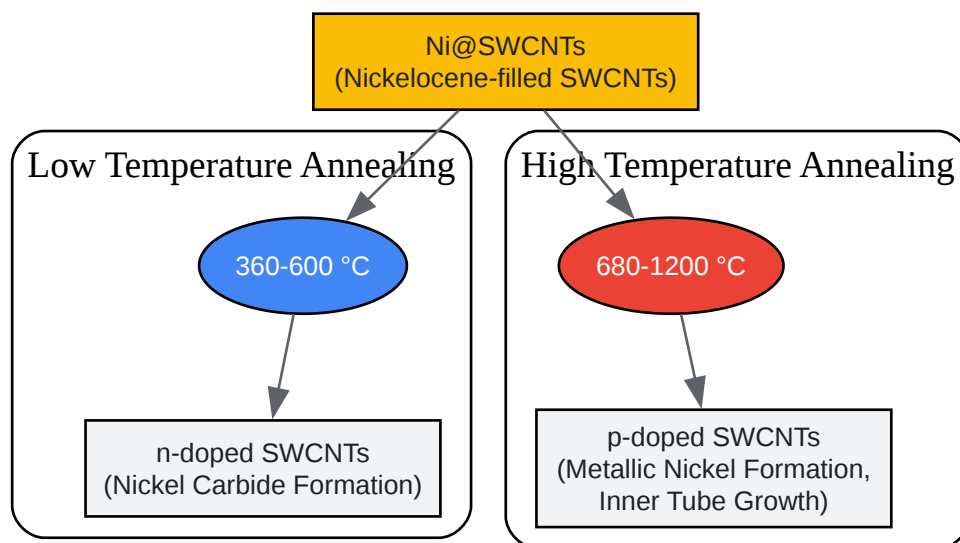 Ni@SWCNTs
(Nickelocene-filled SWCNTs)
Low Temperature Annealing
High Temperature Annealing
360-600 °C
680-1200 °C
n-doped SWCNTs
(Nickel Carbide Formation)
p-doped SWCNTs
(Metallic Nickel Formation,
Inner Tube Growth)